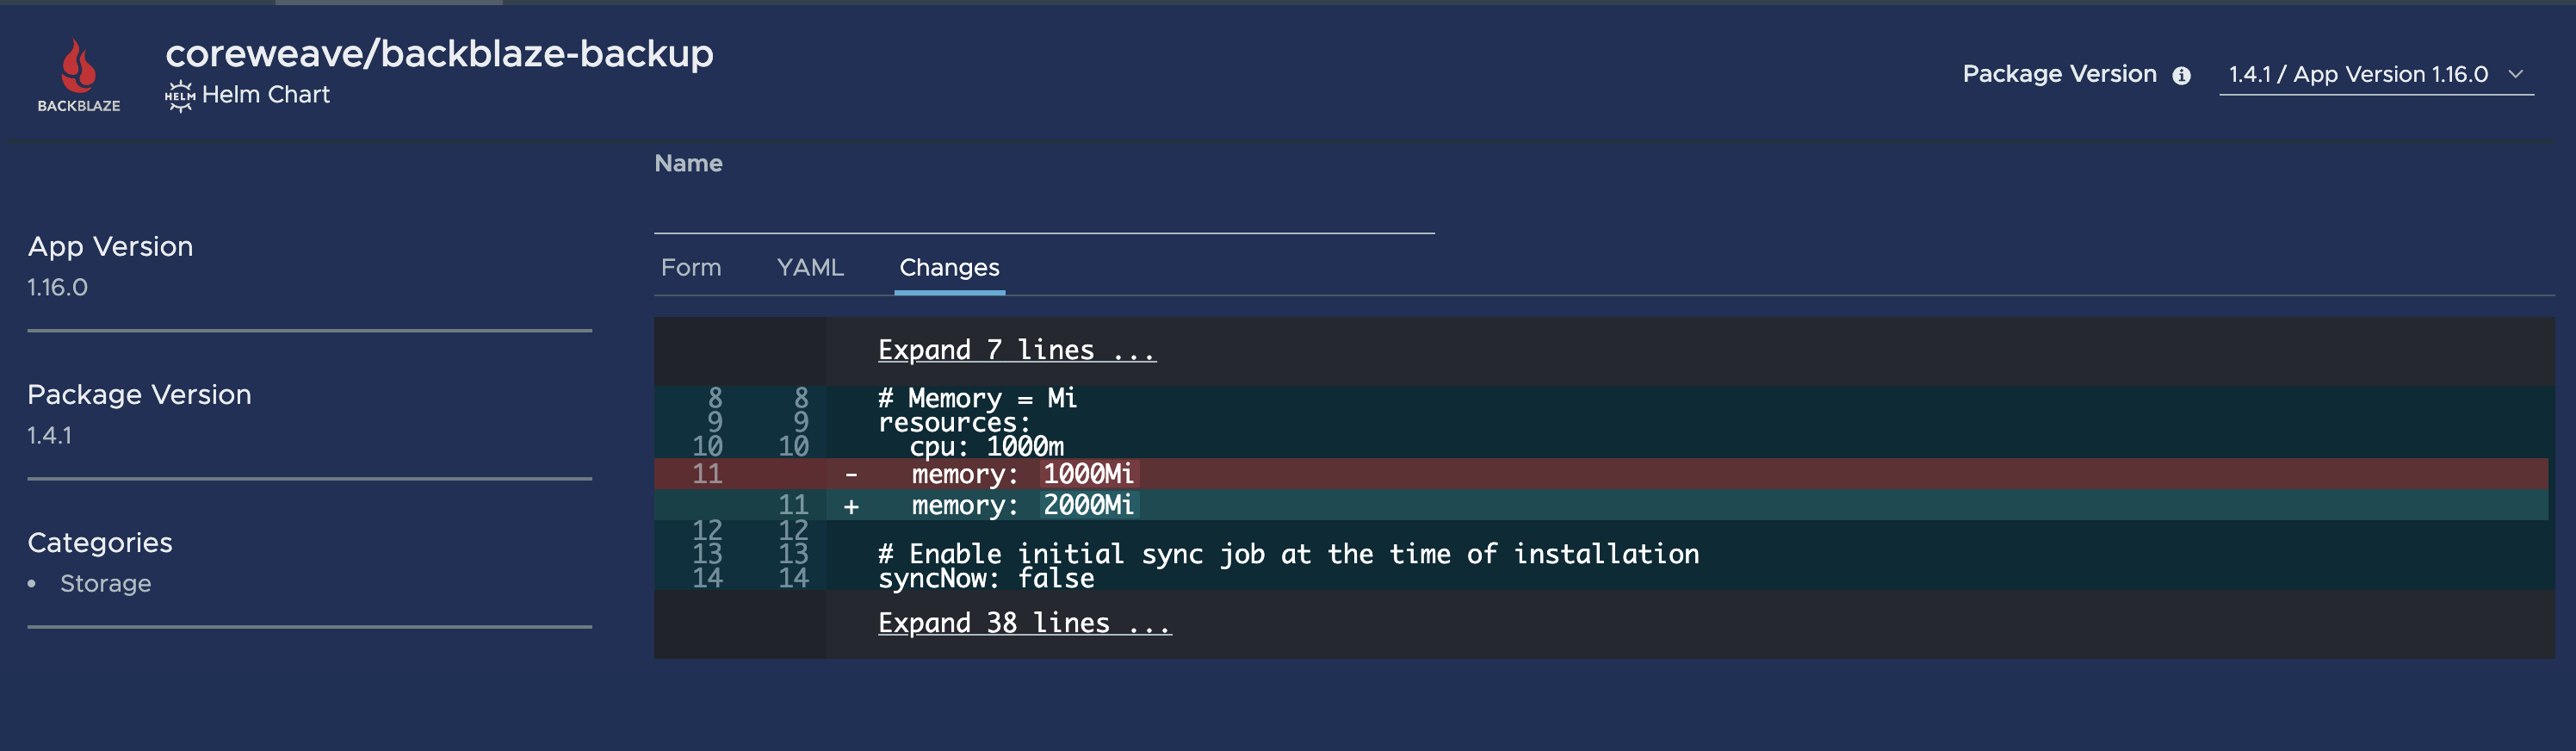 BACKBLAZE
coreweave/backblaze-backup
HELM Helm Chart
Package Version i 1.4.1 / App Version 1.16.0
App Version
1.16.0
Package Version
1.4.1
Categories
• Storage
Name
Form YAML Changes
Expand 7 lines ...
8 8 # Memory = Mi
9 9 resources:
10 10 cpu: 1000m
11 - memory: 1000Mi
11 + memory: 2000Mi
12 12
13 13 # Enable initial sync job at the time of installation
14 14 syncNow: false
Expand 38 lines ...